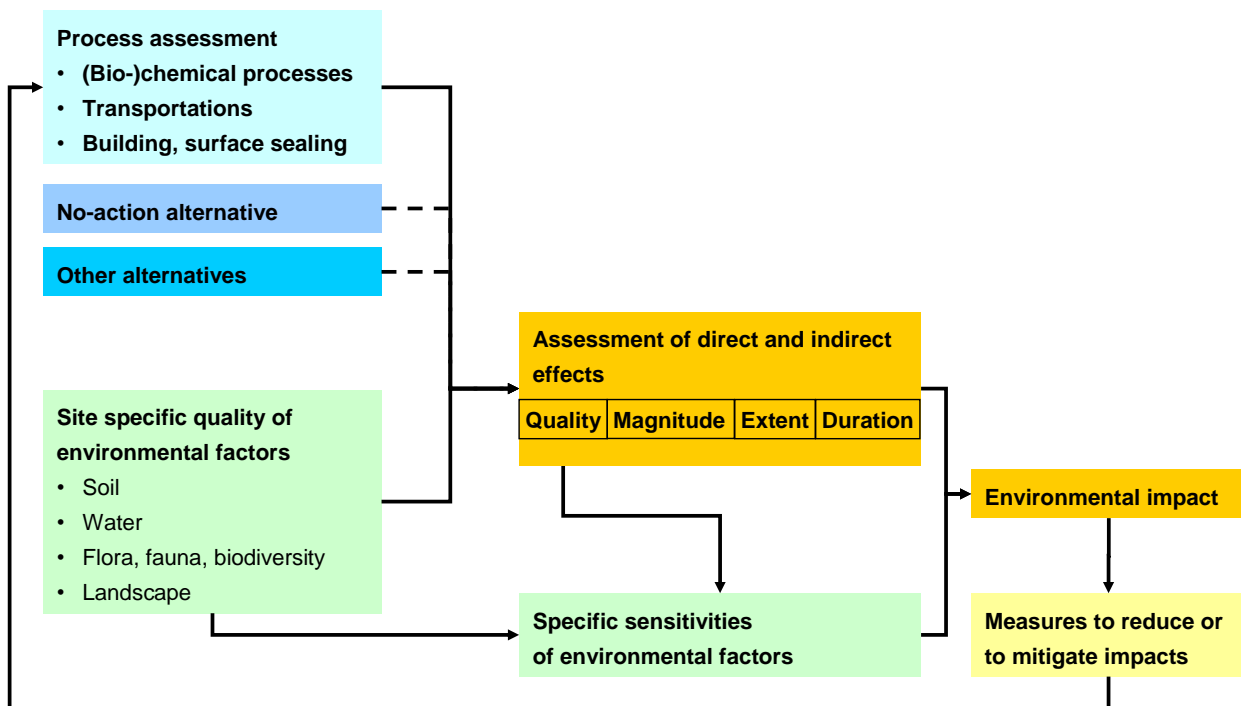 Process assessment
• (Bio-)chemical processes
• Transportations
• Building, surface sealing
No-action alternative
Other alternatives
Assessment of direct and indirect
effects
Quality Magnitude Extent Duration
Site specific quality of
environmental factors
• Soil
• Water
• Flora, fauna, biodiversity
• Landscape
Environmental impact
Specific sensitivities
of environmental factors
Measures to reduce or
to mitigate impacts